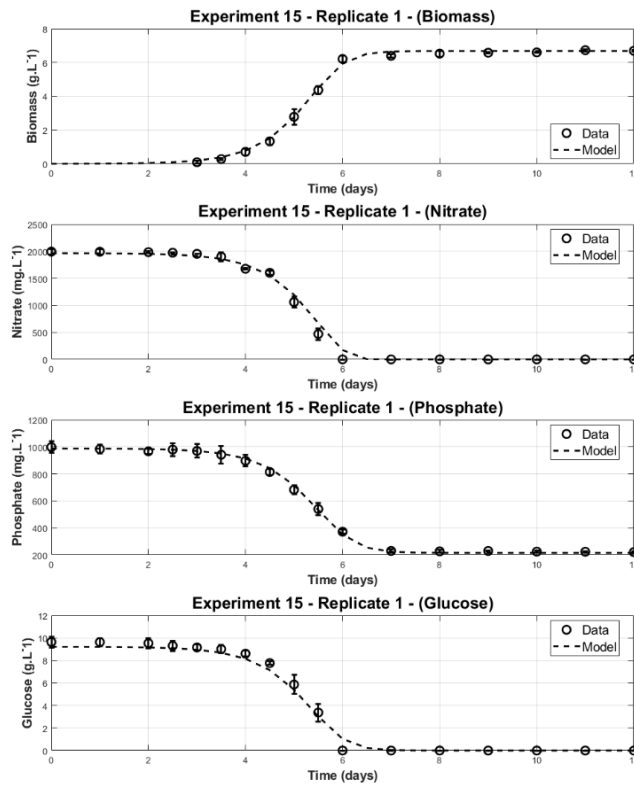 Experiment 15 - Replicate 1 - (Biomass)
8
6
4
2
0
Biomass (g.L⁻1)
Data
Model
0 2 4 6 8 10 12
Time (days)
Experiment 15 - Replicate 1 - (Nitrate)
2500
2000
1500
1000
500
0
Nitrate (mg.L⁻1)
Data
Model
0 2 4 6 8 10 12
Time (days)
Experiment 15 - Replicate 1 - (Phosphate)
1200
1000
800
600
400
200
Phosphate (mg.L⁻1)
Data
Model
0 2 4 6 8 10 12
Time (days)
Experiment 15 - Replicate 1 - (Glucose)
12
10
8
6
4
2
0
Glucose (g.L⁻1)
Data
Model
0 2 4 6 8 10 12
Time (days)